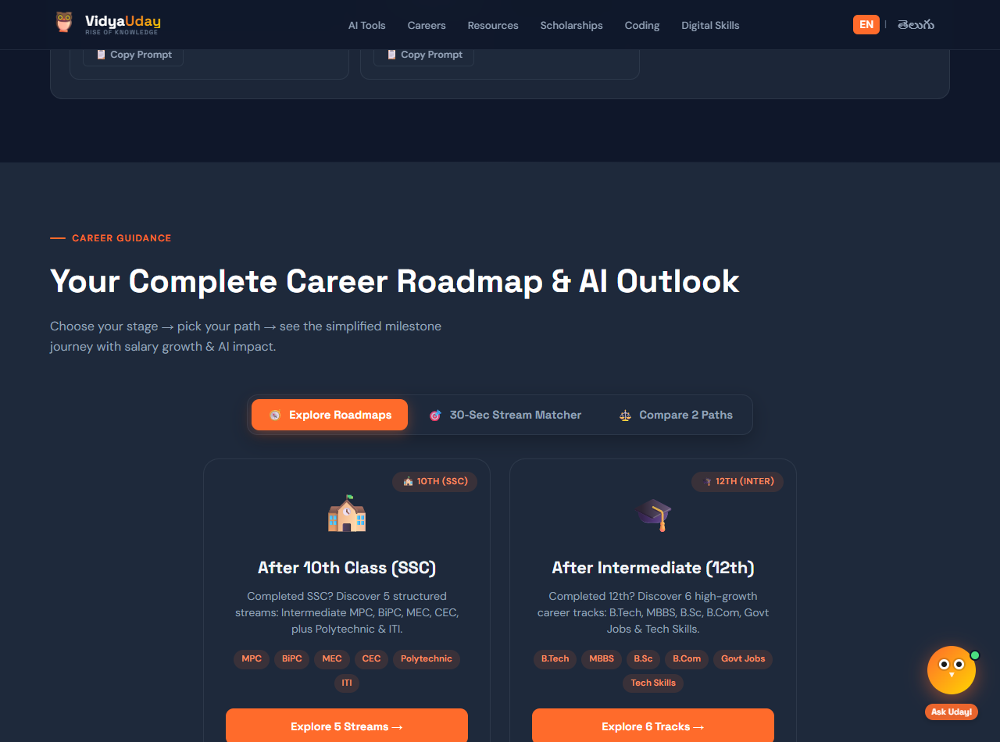 VidyaUday
RISE OF KNOWLEDGE
AI Tools
Careers
Resources
Scholarships
Coding
Digital Skills
EN | తెలుగు
Copy Prompt
Copy Prompt
CAREER GUIDANCE
Your Complete Career Roadmap & AI Outlook
Choose your stage → pick your path → see the simplified milestone
journey with salary growth & AI impact.
Explore Roadmaps
30-Sec Stream Matcher
Compare 2 Paths
10TH (SSC)
After 10th Class (SSC)
Completed SSC? Discover 5 structured
streams: Intermediate MPC, BiPC, MEC, CEC,
plus Polytechnic & ITI.
MPC
BiPC
MEC
CEC
Polytechnic
ITI
Explore 5 Streams →
12TH (INTER)
After Intermediate (12th)
Completed 12th? Discover 6 high-growth
career tracks: B.Tech, MBBS, B.Sc, B.Com, Govt
Jobs & Tech Skills.
B.Tech
MBBS
B.Sc
B.Com
Govt Jobs
Tech Skills
Explore 6 Tracks →
Ask Uday!